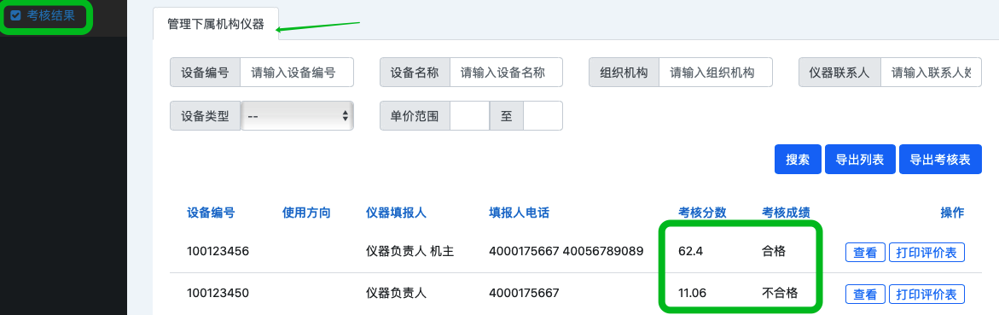 考核结果
管理下属机构仪器
设备编号 请输入设备编号 设备名称 请输入设备名称 组织机构 请输入组织机构 仪器联系人 请输入联系人姓
设备类型 -- 单价范围 至
搜索 导出列表 导出考核表
设备编号 使用方向 仪器填报人 填报人电话 考核分数 考核成绩 操作
100123456 仪器负责人 机主 4000175667 40056789089 62.4 合格 查看 打印评价表
100123450 仪器负责人 4000175667 11.06 不合格 查看 打印评价表